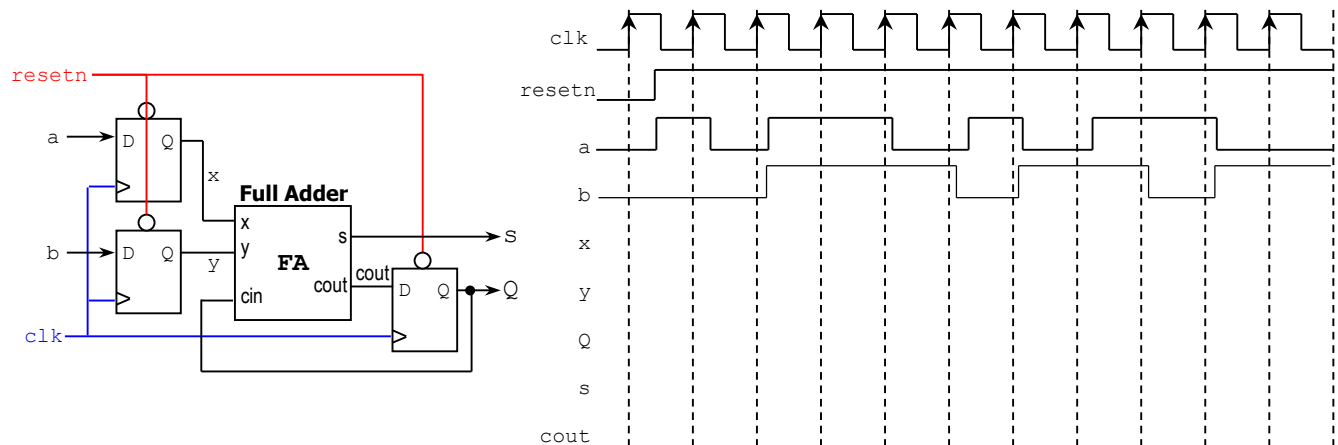 resetn
a
D Q
x
Full Adder
b
D Q
y
x
y
cin
FA
s
cout
cout
D Q
s
Q
clk
clk
resetn
a
b
x
y
Q
s
cout